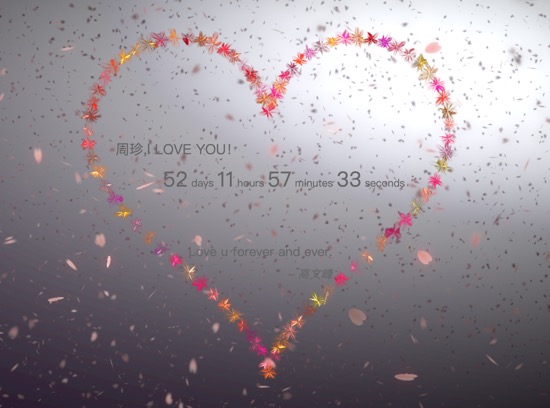 周珍,I LOVE YOU!
52 days 11 hours 57 minutes 33 seconds
Love u forever and ever.